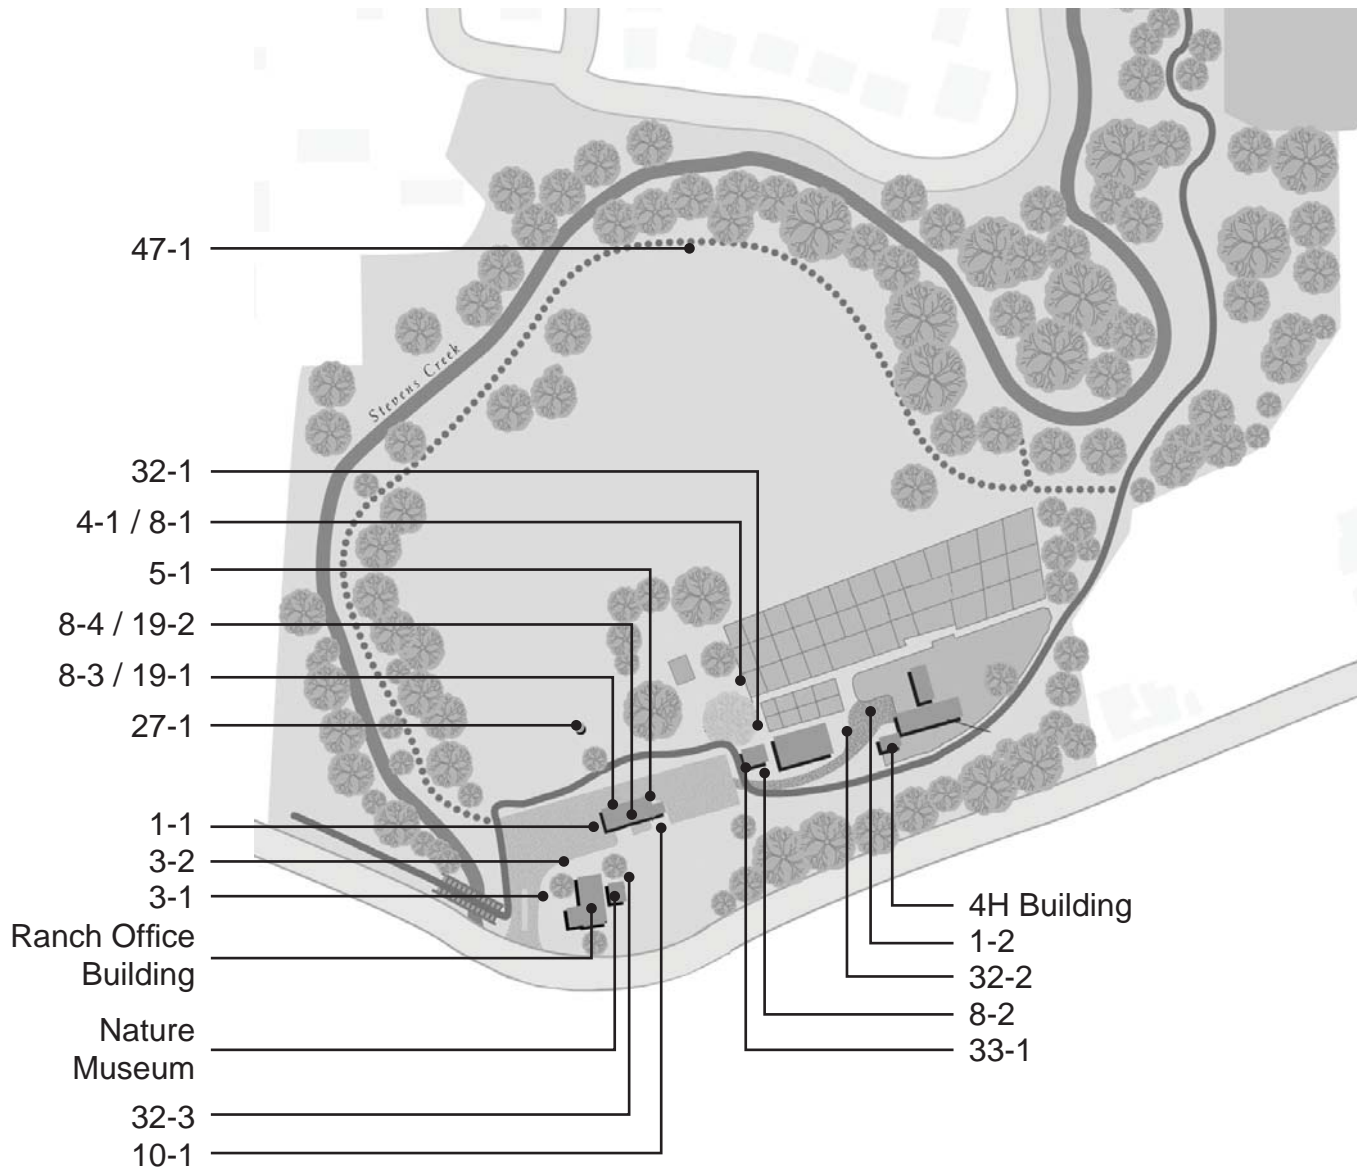 47-1
Stevens Creek
32-1
4-1 / 8-1
5-1
8-4 / 19-2
8-3 / 19-1
27-1
1-1
3-2
3-1
Ranch Office
Building
Nature
Museum
32-3
10-1
4H Building
1-2
32-2
8-2
33-1